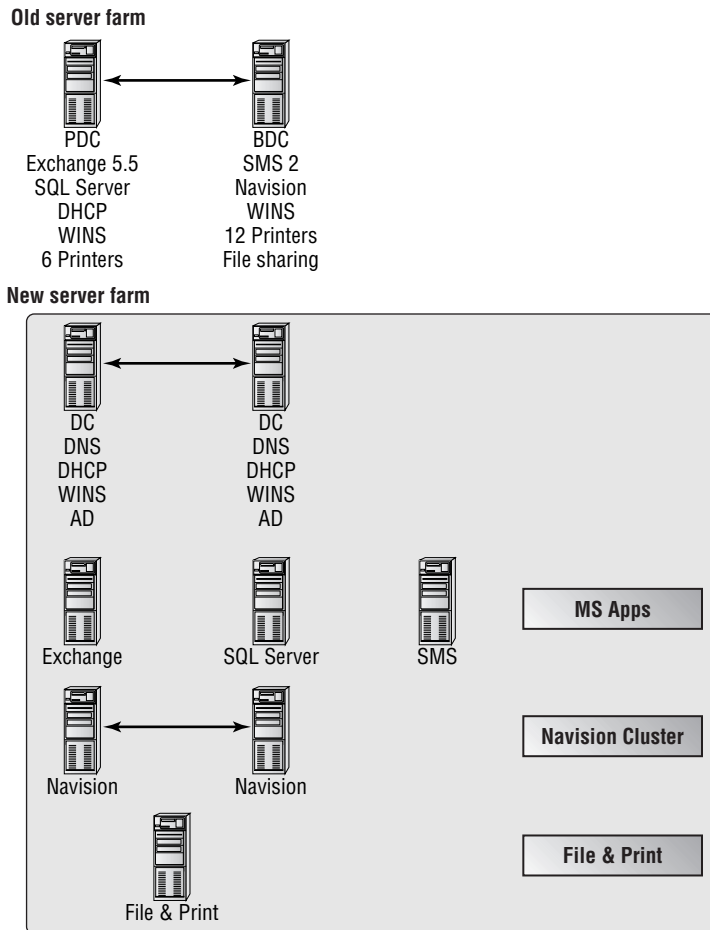 Old server farm
PDC
Exchange 5.5
SQL Server
DHCP
WINS
6 Printers
BDC
SMS 2
Navision
WINS
12 Printers
File sharing
New server farm
DC
DNS
DHCP
WINS
AD
DC
DNS
DHCP
WINS
AD
Exchange
SQL Server
SMS
MS Apps
Navision
Navision
Navision Cluster
File & Print
File & Print